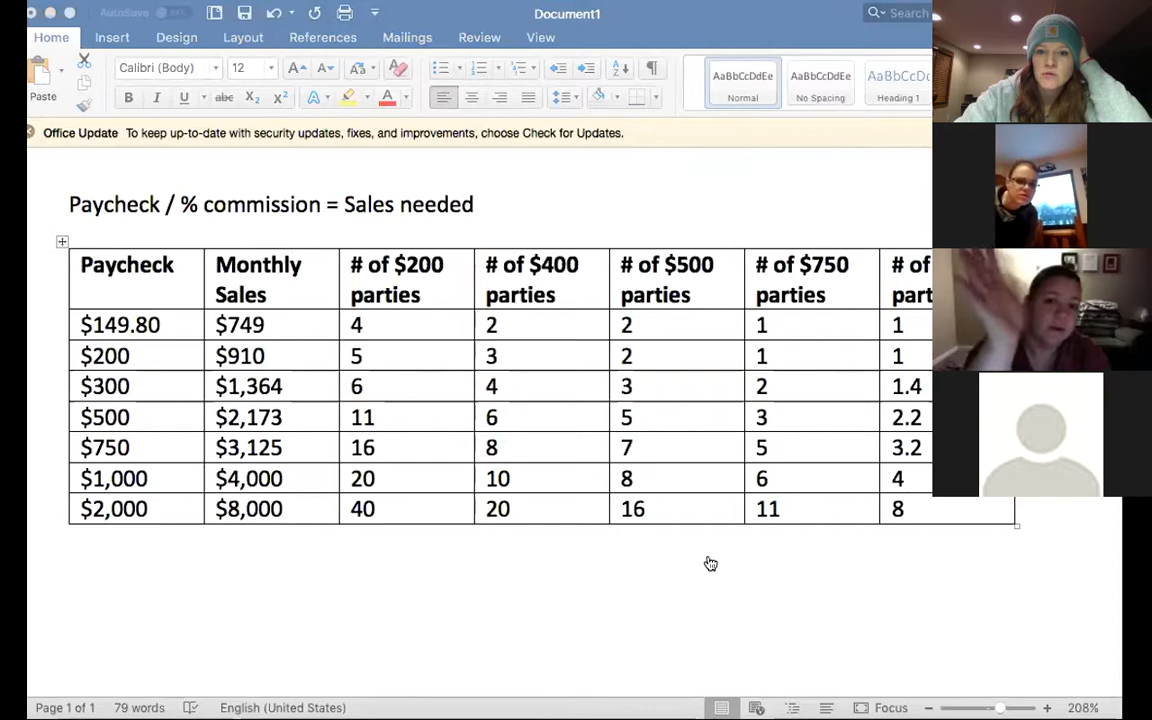 AutoSave OFF Document1 Search
Home Insert Design Layout References Mailings Review View
Calibri (Body) 12 AaBbCcDdEe AaBbCcDdEe AaBbCcDd
Paste Normal No Spacing Heading 1
Office Update To keep up-to-date with security updates, fixes, and improvements, choose Check for Updates.
Paycheck / % commission = Sales needed
Paycheck Monthly Sales # of $200 parties # of $400 parties # of $500 parties # of $750 parties # of part
$149.80 $749 4 2 2 1 1
$200 $910 5 3 2 1 1
$300 $1,364 6 4 3 2 1.4
$500 $2,173 11 6 5 3 2.2
$750 $3,125 16 8 7 5 3.2
$1,000 $4,000 20 10 8 6 4
$2,000 $8,000 40 20 16 11 8
Page 1 of 1 79 words English (United States) Focus 208%